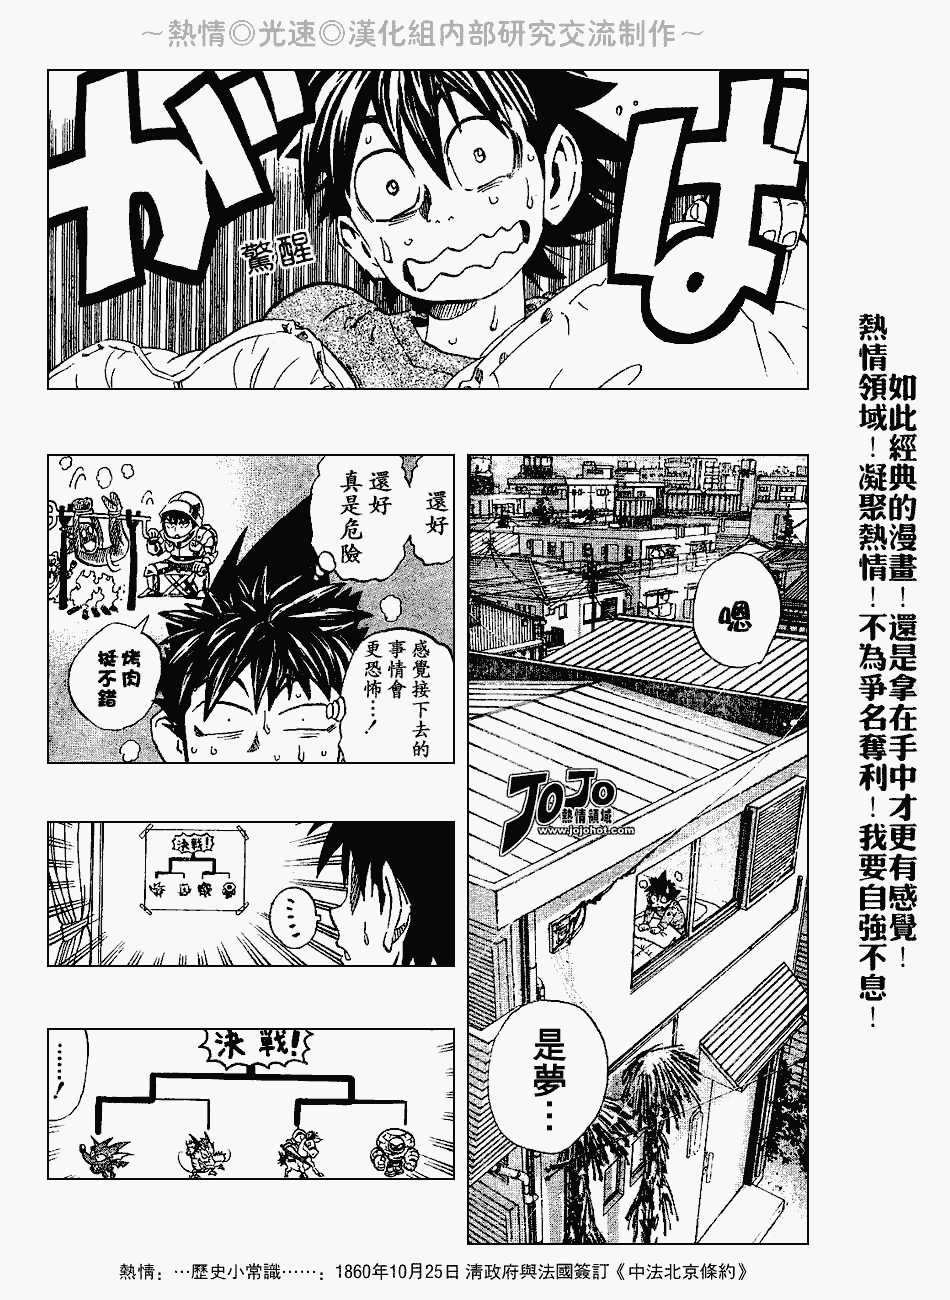 ～熱情◎光速◎漢化組內部研究交流制作～
がば
驚醒
如此經典的漫畫！還是拿在手中才更有感覺！
熱情領域！凝聚熱情！不為爭名奪利！我要自強不息！
嗯
JOJO
熱情領域
www.jojohot.com
是夢…
還好
還好
真是危險
感覺接下去的
事情會
更恐怖…！
烤肉
挺不錯
決戰！
……
決戰！
……！
熱情：…歷史小常識……：1860年10月25日 清政府與法國簽訂《中法北京條約》